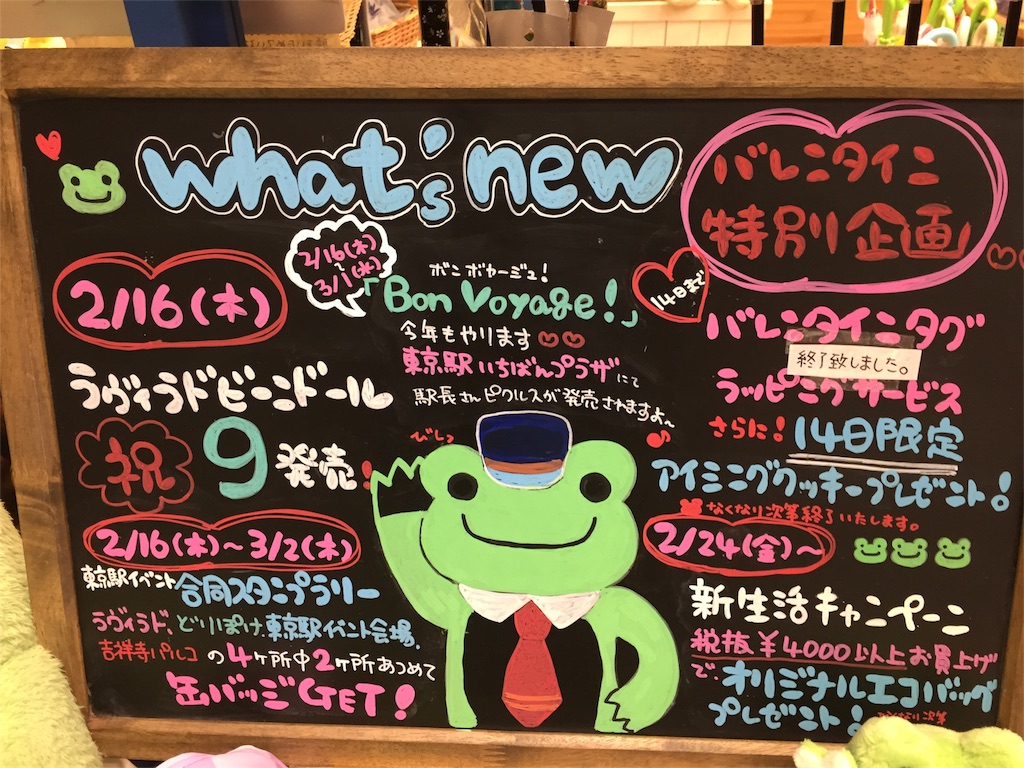 what's new
2/16(木)
ラヴィラドビーンドール
祝
9発売!
2/16(木)～3/2(木)
東京駅イベント合同スタンプラリー
ラヴィラド、どりぽけ、東京駅イベント会場、
吉祥寺パルコの4ヶ所中2ヶ所あつめて
缶バッジGET!
2/16(木)
～
3/1(水)
ボンボヤージュ!
「Bon Voyage!」
今年もやります
東京駅いちばんプラザにて
駅長さんピクルスが発売されますよ～
びしっ
バレンタイン
特別企画
14日まで
バレンタインタグ
終了致しました。
ラッピングサービス
さらに!14日限定
アイミングクッキープレゼント!
なくなり次第終了いたします。
2/24(金)～
新生活キャンペーン
税抜¥4000以上お買上げ
で、オリジナルエコバッグ
プレゼント!
なくなり次第